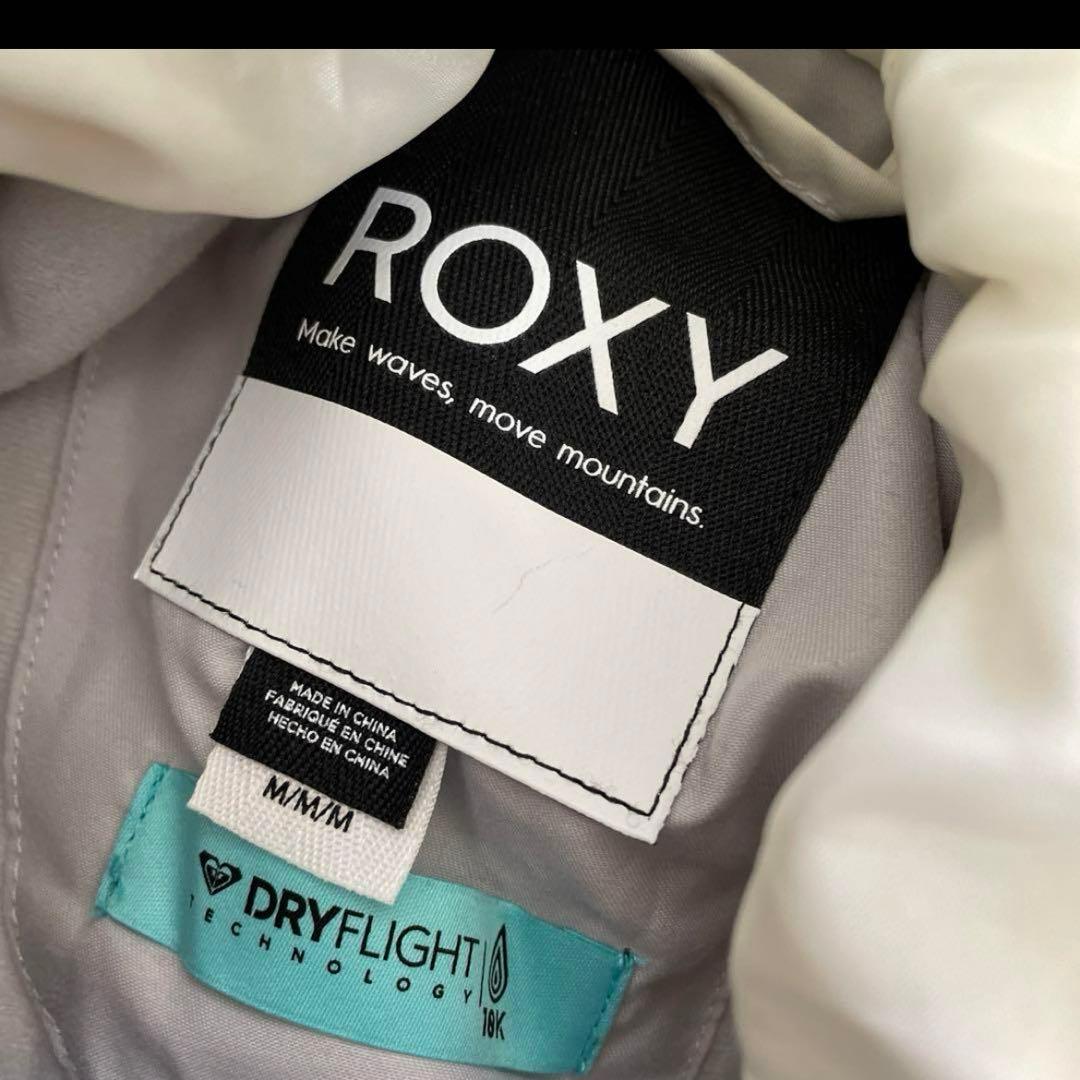 ROXY
Make waves, move mountains.
MADE IN CHINA
FABRIQUÉ EN CHINE
HECHO EN CHINA
M/M/M
DRYFLIGHT
TECHNOLOGY
10K